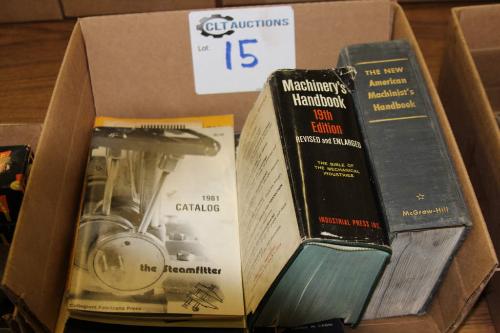 CLT AUCTIONS
Lot:
15
1981
CATALOG
the Steamfitter
Machinery's
Handbook
19th
Edition
REVISED and ENLARGED
THE BIBLE OF
THE MECHANICAL
INDUSTRIES
INDUSTRIAL PRESS INC.
THE NEW
American
Machinist's
Handbook
McGraw-Hill